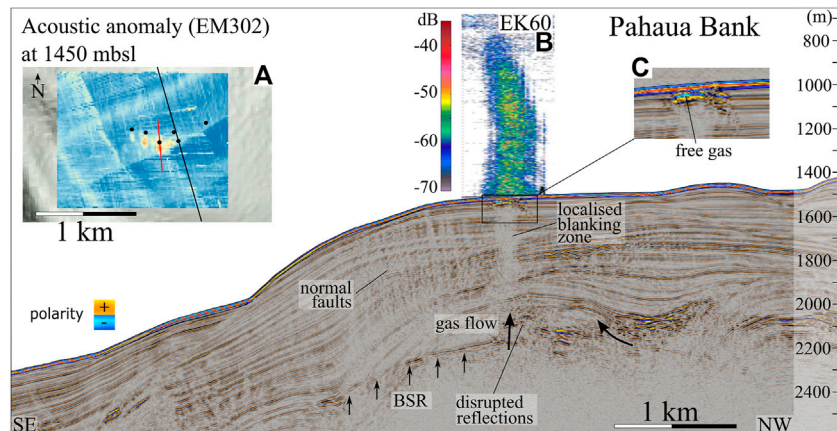 Acoustic anomaly (EM302)
at 1450 mbsl
A
N
1 km
dB
-40
-50
-60
-70
EK60
B
Pahaua Bank
C
free gas
(m)
800
1000
1200
1400
1600
1800
2000
2200
2400
localised
blanking
zone
normal
faults
polarity
+
-
gas flow
BSR
disrupted
reflections
1 km
SE
NW